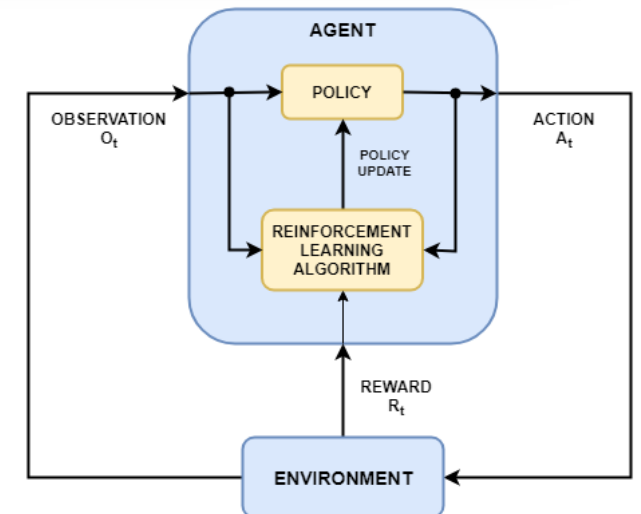 AGENT
POLICY
OBSERVATION
Oₜ
ACTION
Aₜ
POLICY
UPDATE
REINFORCEMENT
LEARNING
ALGORITHM
REWARD
Rₜ
ENVIRONMENT